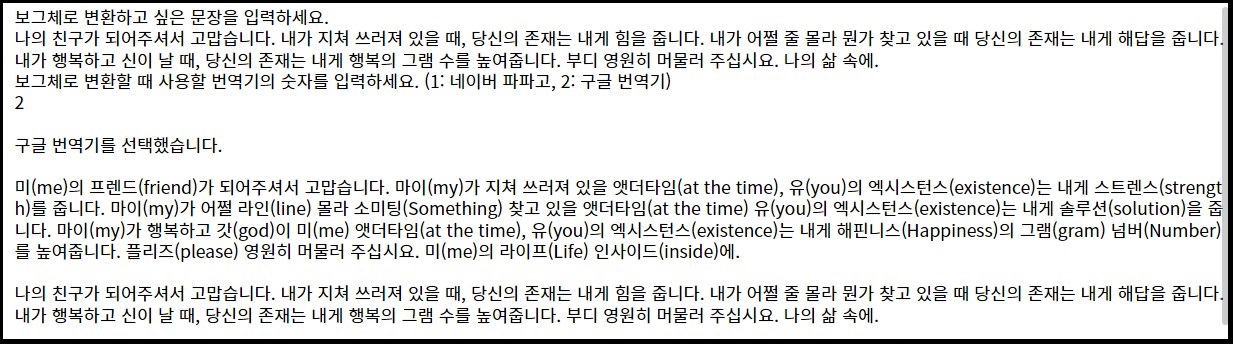 보그체로 변환하고 싶은 문장을 입력하세요.
나의 친구가 되어주셔서 고맙습니다. 내가 지쳐 쓰러져 있을 때, 당신의 존재는 내게 힘을 줍니다. 내가 어쩔 줄 몰라 뭔가 찾고 있을 때 당신의 존재는 내게 해답을 줍니다.
내가 행복하고 신이 날 때, 당신의 존재는 내게 행복의 그램 수를 높여줍니다. 부디 영원히 머물러 주십시요. 나의 삶 속에.
보그체로 변환할 때 사용할 번역기의 숫자를 입력하세요. (1: 네이버 파파고, 2: 구글 번역기)
2
구글 번역기를 선택했습니다.
미(me)의 프렌드(friend)가 되어주셔서 고맙습니다. 마이(my)가 지쳐 쓰러져 있을 앳더타임(at the time), 유(you)의 엑시스턴스(existence)는 내게 스트렌스(strengt
h)를 줍니다. 마이(my)가 어쩔 라인(line) 몰라 소미팅(Something) 찾고 있을 앳더타임(at the time) 유(you)의 엑시스턴스(existence)는 내게 솔루션(solution)을 줍
니다. 마이(my)가 행복하고 갓(god)이 미(me) 앳더타임(at the time), 유(you)의 엑시스턴스(existence)는 내게 해핀니스(Happiness)의 그램(gram) 넘버(Number)
를 높여줍니다. 플리즈(please) 영원히 머물러 주십시요. 미(me)의 라이프(Life) 인사이드(inside)에.
나의 친구가 되어주셔서 고맙습니다. 내가 지쳐 쓰러져 있을 때, 당신의 존재는 내게 힘을 줍니다. 내가 어쩔 줄 몰라 뭔가 찾고 있을 때 당신의 존재는 내게 해답을 줍니다.
내가 행복하고 신이 날 때, 당신의 존재는 내게 행복의 그램 수를 높여줍니다. 부디 영원히 머물러 주십시요. 나의 삶 속에.